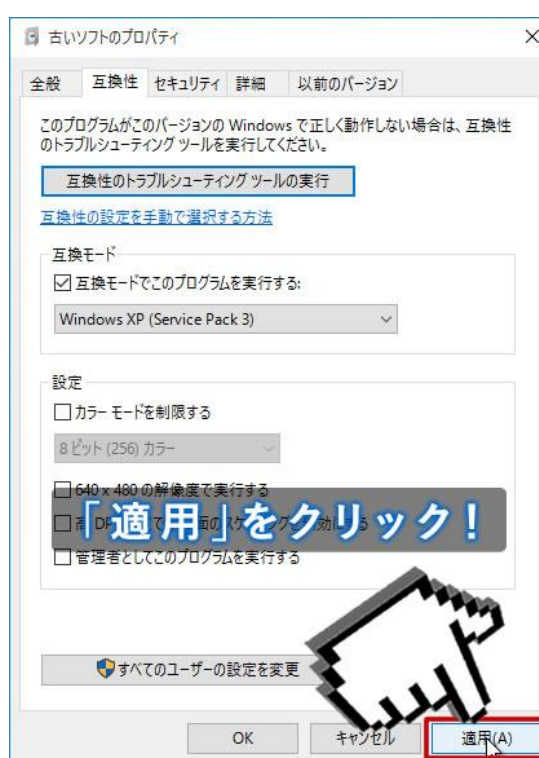 古いソフトのプロパティ
全般 互換性 セキュリティ 詳細 以前のバージョン
このプログラムがこのバージョンの Windows で正しく動作しない場合は、互換性
のトラブルシューティング ツールを実行してください。
互換性のトラブルシューティング ツールの実行
互換性の設定を手動で選択する方法
互換モード
互換モードでこのプログラムを実行する:
Windows XP (Service Pack 3)
設定
カラー モードを制限する
8 ビット (256) カラー
640 x 480 の解像度で実行する
「適用」をクリック!
管理者としてこのプログラムを実行する
すべてのユーザーの設定を変更
OK キャンセル 適用(A)